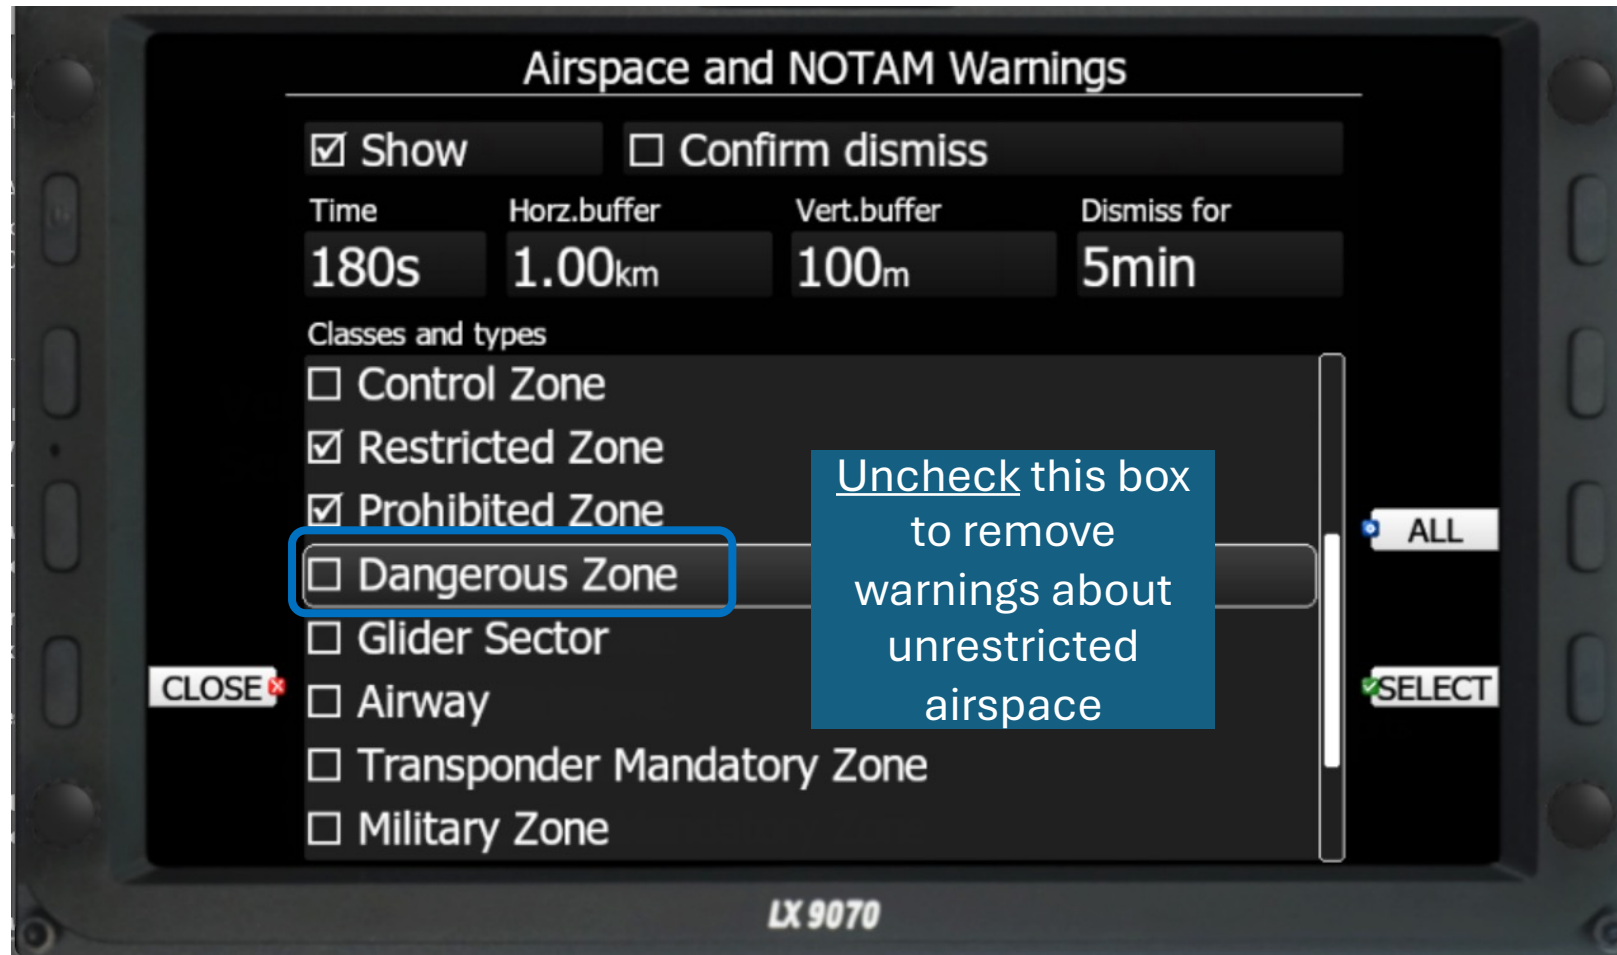 Airspace and NOTAM Warnings
Show
Confirm dismiss
Time
Horz.buffer
Vert.buffer
Dismiss for
180s
1.00km
100m
5min
Classes and types
Control Zone
Restricted Zone
Prohibited Zone
Dangerous Zone
Glider Sector
Airway
Transponder Mandatory Zone
Military Zone
Uncheck this box
to remove
warnings about
unrestricted
airspace
ALL
CLOSE
SELECT
LX 9070